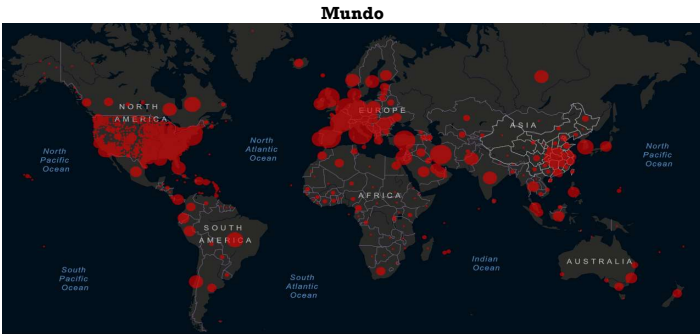 Mundo
NORTH
AMERICA
EUROPE
ASIA
North
Pacific
Ocean
North
Atlantic
Ocean
North
Pacific
Ocean
AFRICA
SOUTH
AMERICA
Indian
Ocean
AUSTRALIA
South
Pacific
Ocean
South
Atlantic
Ocean